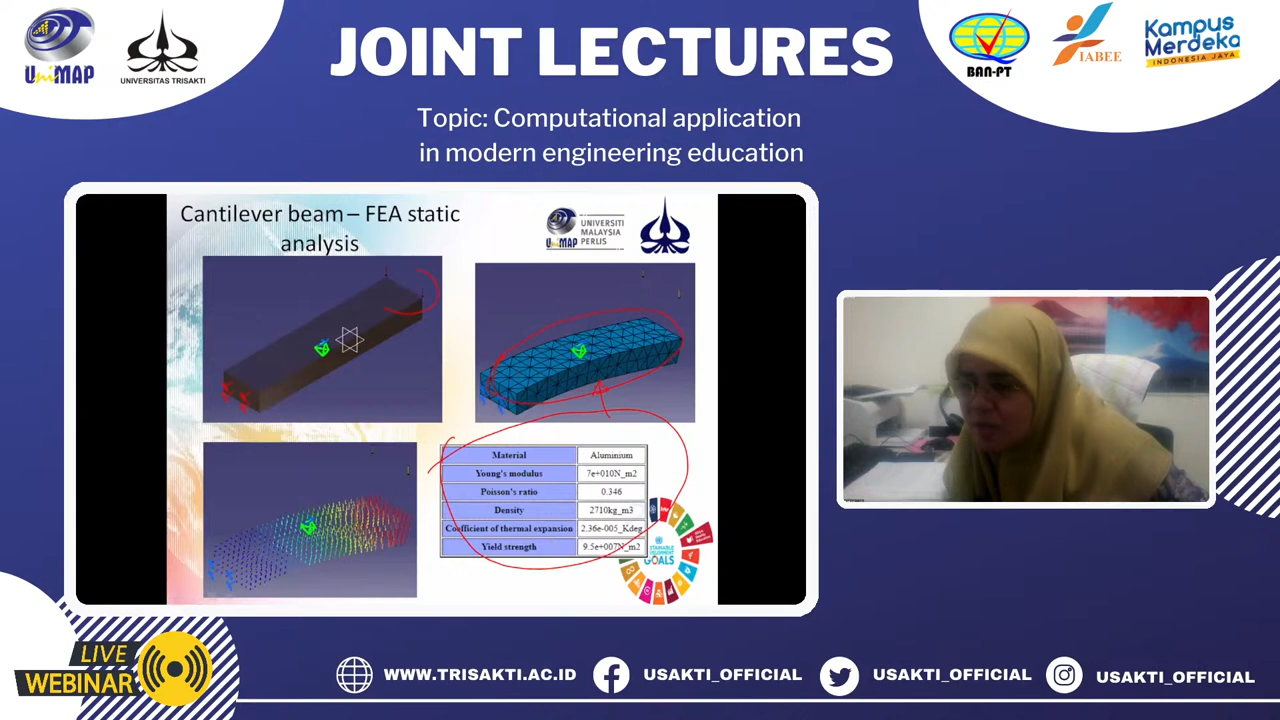 UniMAP
UNIVERSITAS TRISAKTI
JOINT LECTURES
BAN-PT
IABEE
Kampus
Merdeka
INDONESIA JAYA
Topic: Computational application
in modern engineering education
Cantilever beam – FEA static
analysis
UniMAP
UNIVERSITI
MALAYSIA
PERLIS
Material Aluminium
Young's modulus 7e+010N_m2
Poisson's ratio 0.346
Density 2710kg_m3
Coefficient of thermal expansion 2.36e-005_Kdeg
Yield strength 9.5e+007N_m2
GOALS
LIVE
WEBINAR
WWW.TRISAKTI.AC.ID
USAKTI_OFFICIAL
USAKTI_OFFICIAL
USAKTI_OFFICIAL